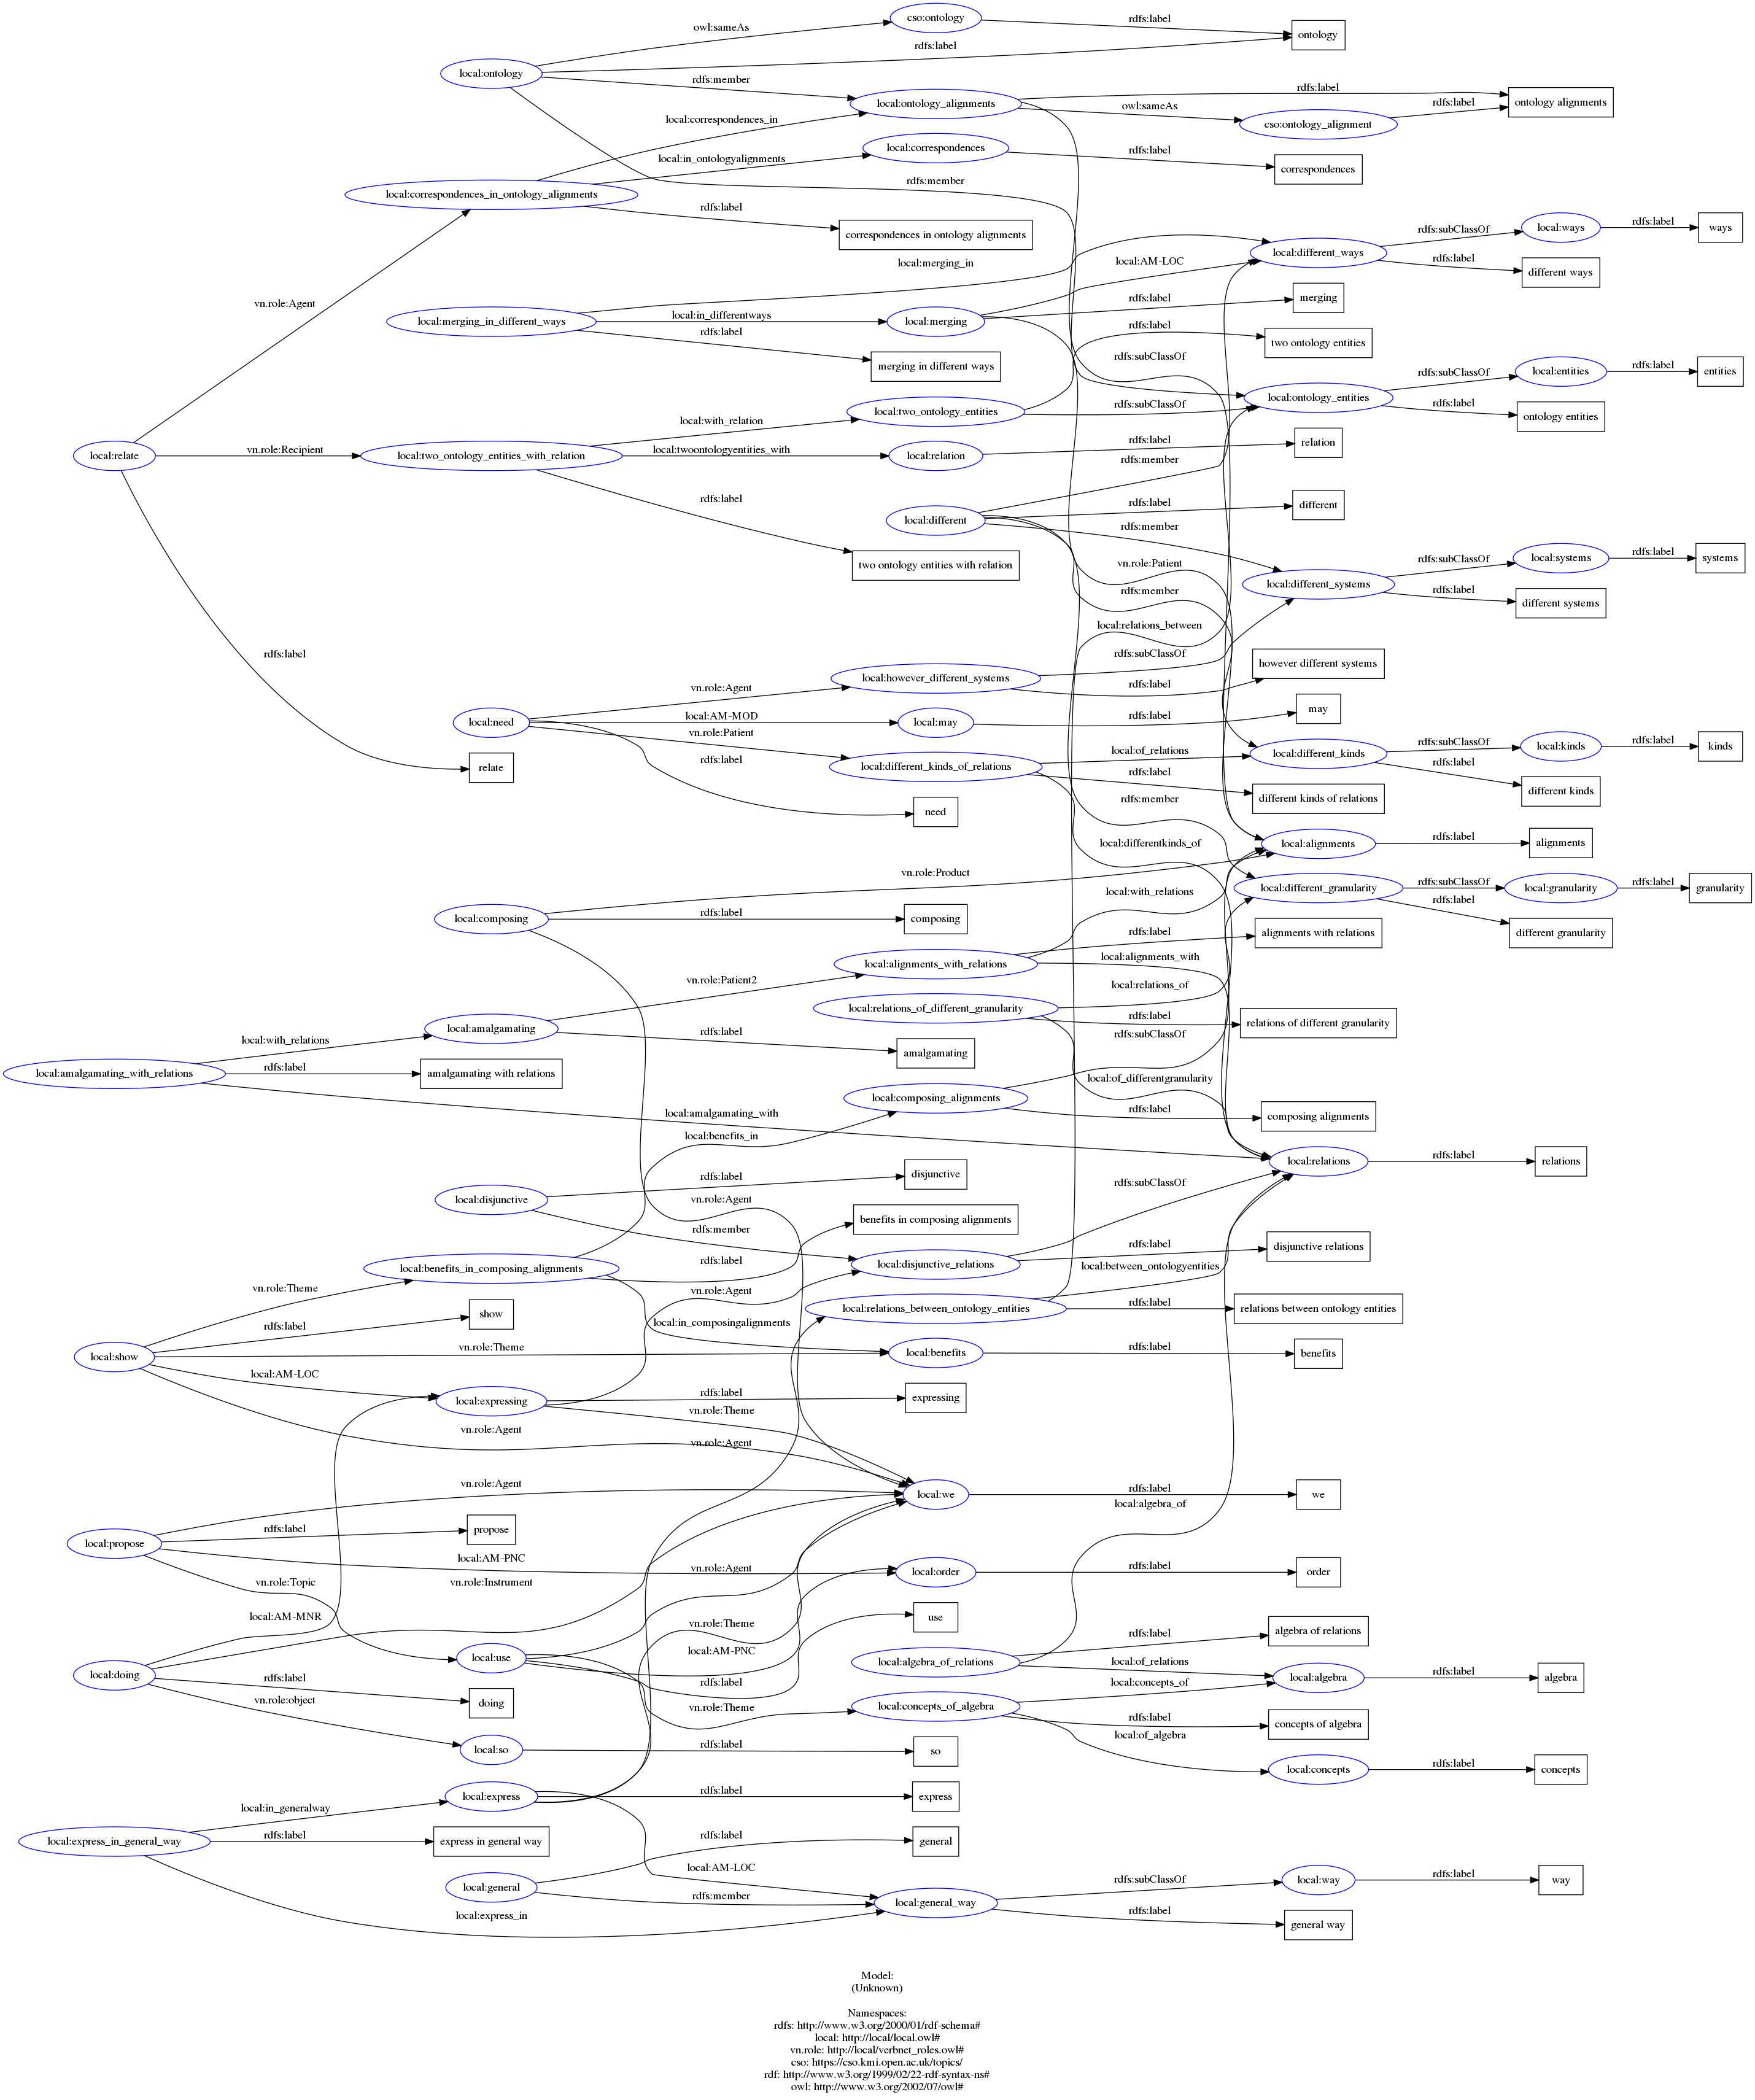 cso:ontology
rdfs:label
owl:sameAs
ontology
rdfs:label
local:ontology
rdfs:member
local:ontology_alignments
rdfs:label
ontology alignments
owl:sameAs
rdfs:label
local:correspondences_in
cso:ontology_alignment
local:correspondences
rdfs:label
local:in_ontologyalignments
correspondences
rdfs:member
local:correspondences_in_ontology_alignments
rdfs:label
correspondences in ontology alignments
local:ways
rdfs:label
ways
rdfs:subClassOf
local:different_ways
rdfs:label
different ways
local:merging_in
local:AM-LOC
vn.role:Agent
rdfs:label
merging
local:in_differentways
local:merging_in_different_ways
local:merging
rdfs:label
rdfs:label
two ontology entities
rdfs:subClassOf
merging in different ways
local:entities
rdfs:label
entities
rdfs:subClassOf
local:ontology_entities
rdfs:label
ontology entities
local:two_ontology_entities
rdfs:subClassOf
local:with_relation
rdfs:label
relation
local:relate
vn.role:Recipient
local:two_ontology_entities_with_relation
local:twoontologyentities_with
local:relation
rdfs:member
rdfs:label
rdfs:label
different
local:different
rdfs:member
two ontology entities with relation
vn.role:Patient
local:systems
rdfs:label
systems
rdfs:subClassOf
local:different_systems
rdfs:label
different systems
rdfs:member
local:relations_between
rdfs:label
rdfs:subClassOf
however different systems
local:however_different_systems
rdfs:label
vn.role:Agent
local:need
local:AM-MOD
local:may
rdfs:label
may
vn.role:Patient
rdfs:label
local:different_kinds_of_relations
local:of_relations
local:different_kinds
rdfs:subClassOf
local:kinds
rdfs:label
kinds
rdfs:label
different kinds
relate
rdfs:label
different kinds of relations
rdfs:member
need
local:differentkinds_of
local:alignments
rdfs:label
alignments
vn.role:Product
local:with_relations
local:different_granularity
rdfs:subClassOf
local:granularity
rdfs:label
granularity
rdfs:label
different granularity
local:composing
rdfs:label
composing
rdfs:label
alignments with relations
local:alignments_with_relations
local:alignments_with
vn.role:Patient2
local:relations_of
local:relations_of_different_granularity
rdfs:label
relations of different granularity
local:amalgamating
rdfs:label
rdfs:subClassOf
local:with_relations
amalgamating
local:amalgamating_with_relations
rdfs:label
amalgamating with relations
local:of_differentgranularity
local:composing_alignments
rdfs:label
composing alignments
local:amalgamating_with
local:benefits_in
local:relations
rdfs:label
relations
rdfs:label
disjunctive
rdfs:subClassOf
local:disjunctive
vn.role:Agent
benefits in composing alignments
rdfs:member
rdfs:label
disjunctive relations
rdfs:label
local:disjunctive_relations
local:between_ontologyentities
local:benefits_in_composing_alignments
vn.role:Theme
vn.role:Agent
local:relations_between_ontology_entities
rdfs:label
relations between ontology entities
show
rdfs:label
local:in_composingalignments
local:show
vn.role:Theme
local:benefits
rdfs:label
benefits
local:AM-LOC
local:expressing
rdfs:label
expressing
vn.role:Theme
vn.role:Agent
vn.role:Agent
vn.role:Agent
local:we
rdfs:label
we
local:algebra_of
rdfs:label
propose
local:propose
local:AM-PNC
vn.role:Agent
local:order
rdfs:label
order
vn.role:Topic
vn.role:Instrument
local:AM-MNR
vn.role:Theme
use
rdfs:label
algebra of relations
local:use
local:AM-PNC
local:algebra_of_relations
local:of_relations
local:doing
rdfs:label
rdfs:label
local:concepts_of
local:algebra
rdfs:label
algebra
doing
vn.role:object
vn.role:Theme
local:concepts_of_algebra
rdfs:label
concepts of algebra
local:of_algebra
local:so
rdfs:label
so
local:concepts
rdfs:label
concepts
local:express
rdfs:label
express
local:in_generalway
local:express_in_general_way
rdfs:label
express in general way
rdfs:label
general
local:AM-LOC
local:general
rdfs:member
local:general_way
rdfs:subClassOf
local:way
rdfs:label
way
local:express_in
rdfs:label
general way
Model:
(Unknown)
Namespaces:
rdfs: http://www.w3.org/2000/01/rdf-schema#
local: http://local/local.owl#
vn.role: http://local/verbnet_roles.owl#
cso: https://cso.kmi.open.ac.uk/topics/
rdf: http://www.w3.org/1999/02/22-rdf-syntax-ns#
owl: http://www.w3.org/2002/07/owl#